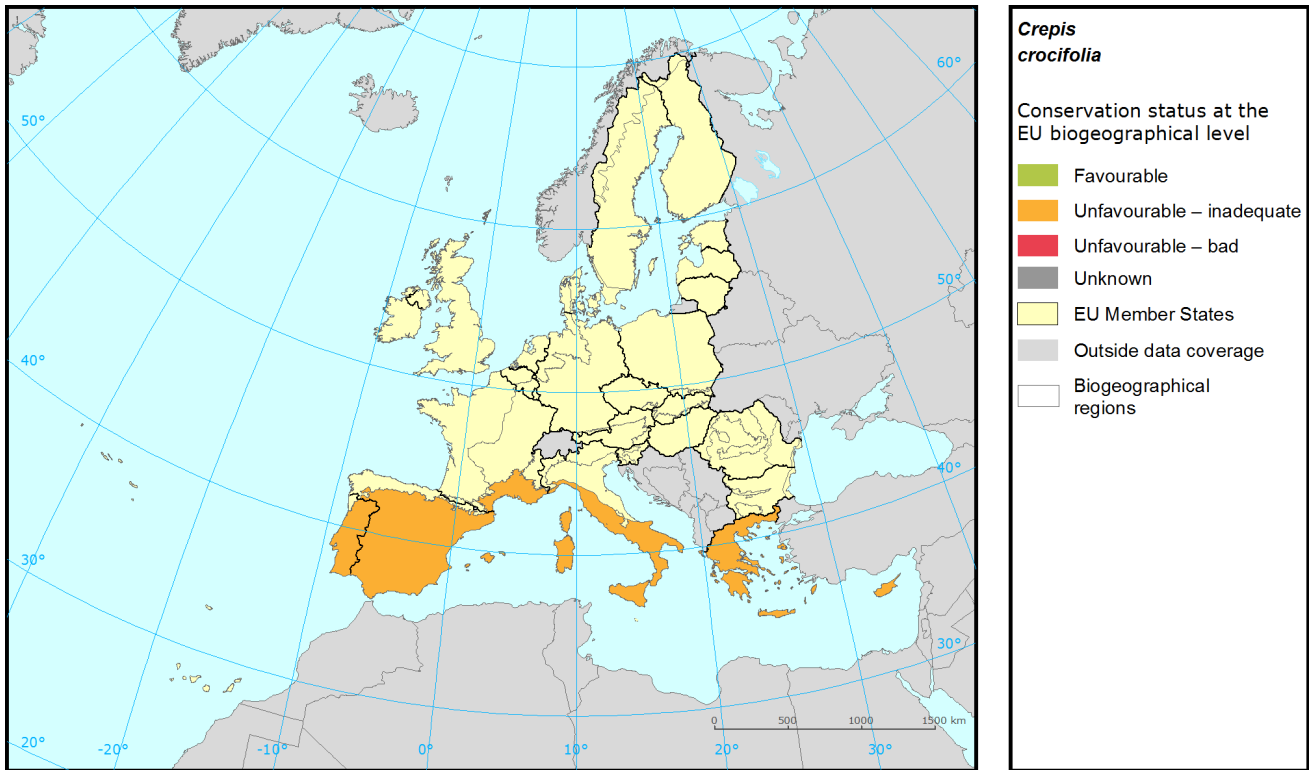 Crepis
crocifolia
Conservation status at the
EU biogeographical level
Favourable
Unfavourable – inadequate
Unfavourable – bad
Unknown
EU Member States
Outside data coverage
Biogeographical
regions
60°
50°
50°
40°
40°
30°
30°
20°
-20°
-10°
0°
10°
20°
30°
0 500 1000 1500 km